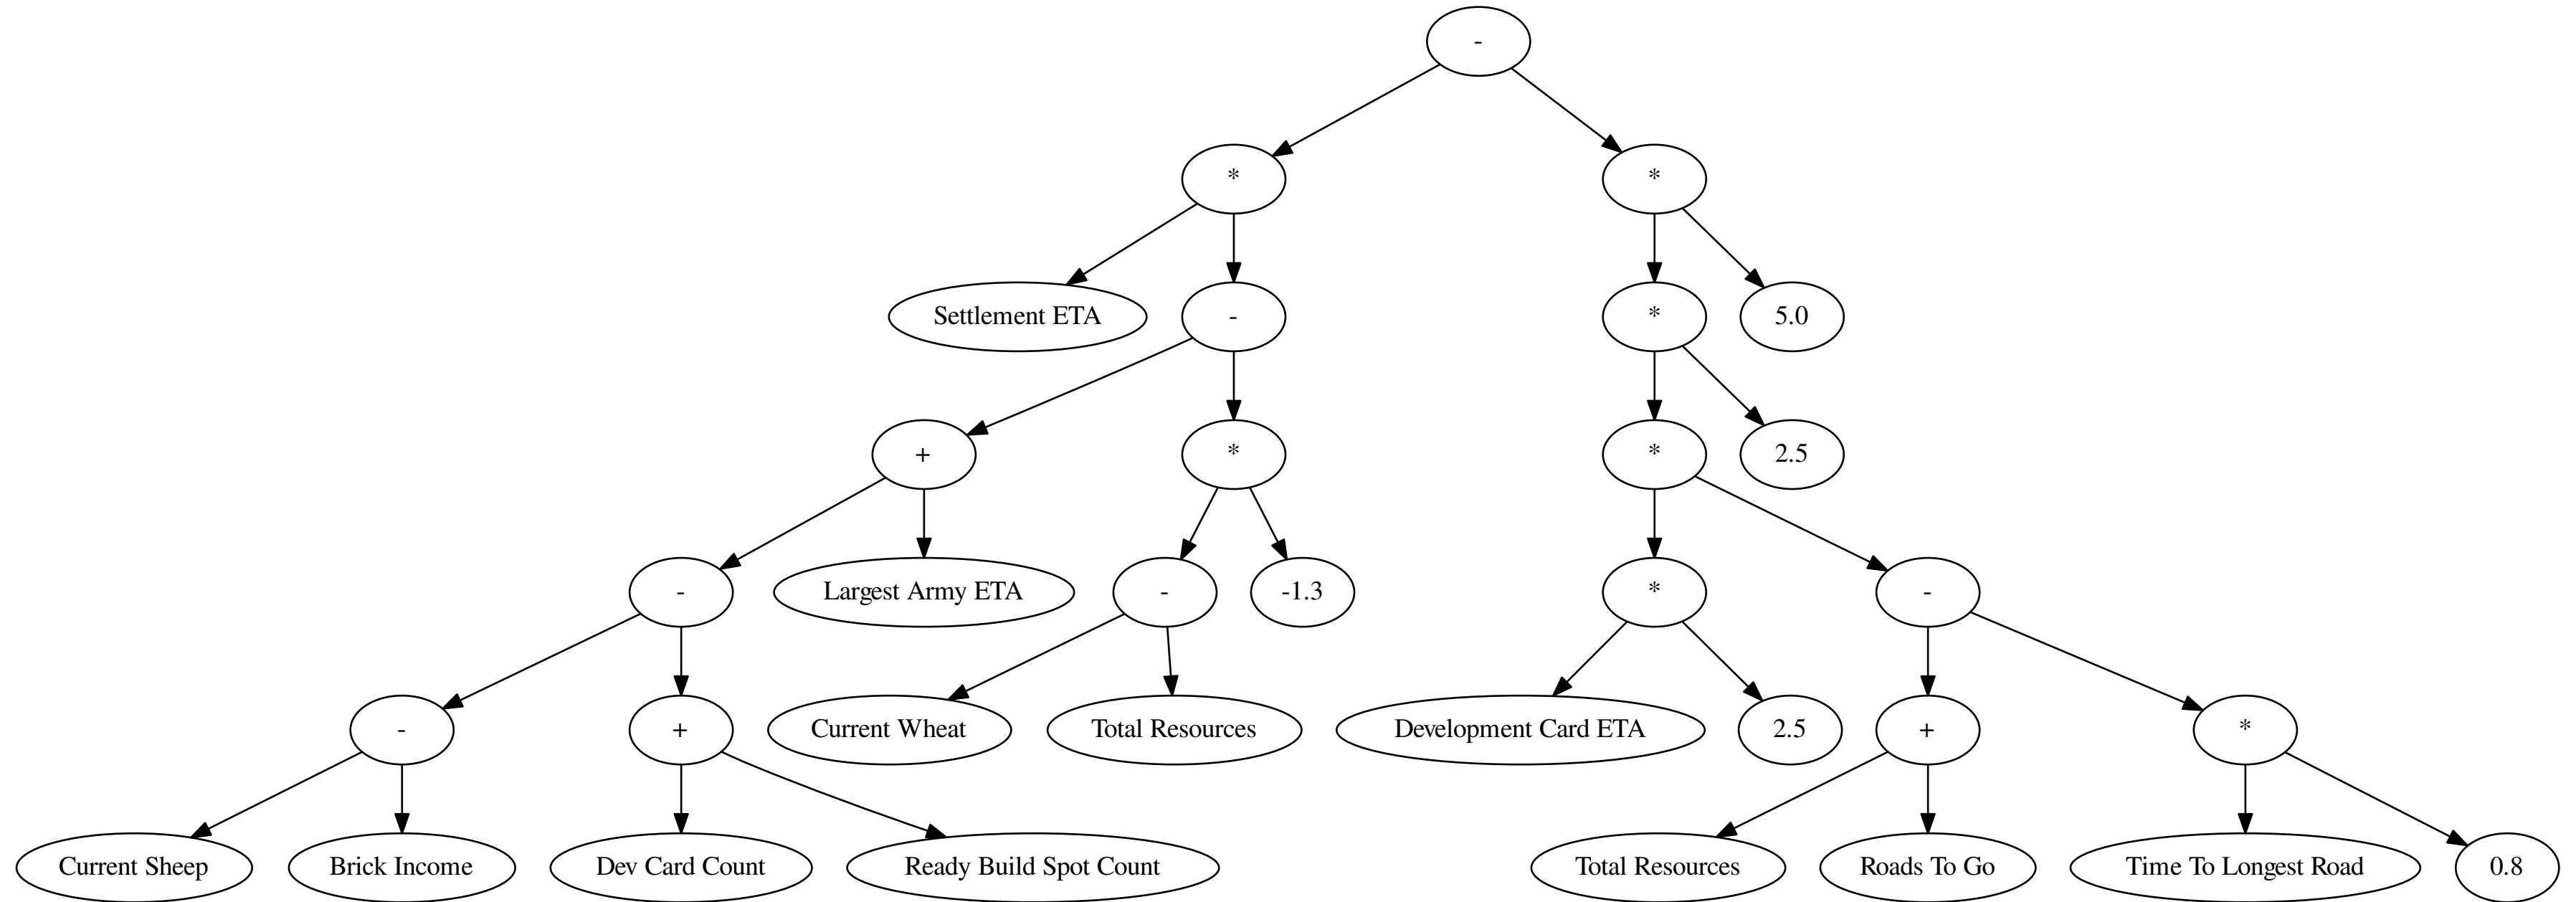 -
*
*
Settlement ETA
-
*
5.0
+
*
*
2.5
-
Largest Army ETA
-
-1.3
*
-
-
+
Current Wheat
Total Resources
Development Card ETA
2.5
+
*
Current Sheep
Brick Income
Dev Card Count
Ready Build Spot Count
Total Resources
Roads To Go
Time To Longest Road
0.8